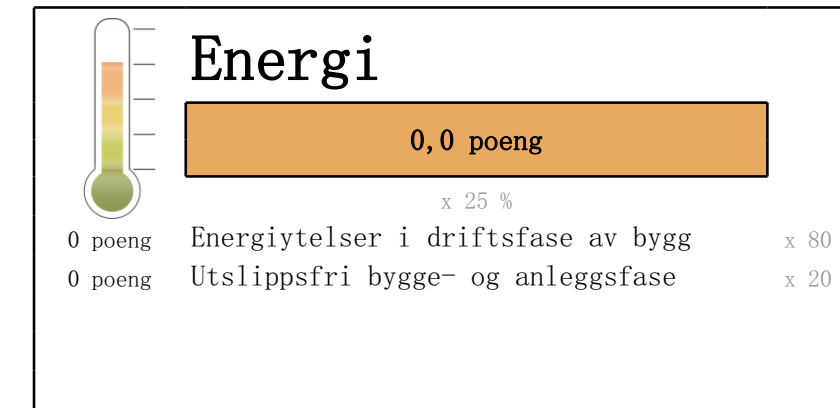 Energi
0,0 poeng
x 25 %
0 poeng Energiytelser i driftsfase av bygg x 80
0 poeng Utslippsfri bygge- og anleggsfase x 20